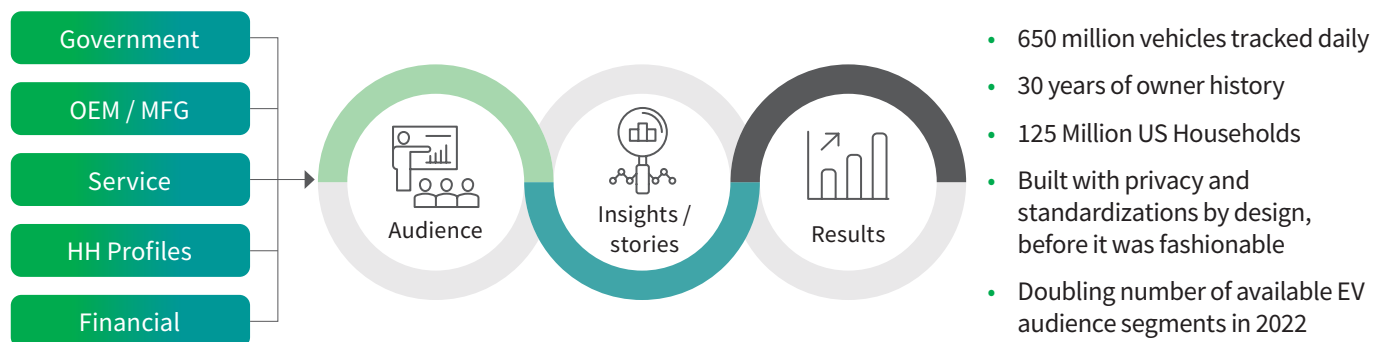 Government
OEM / MFG
Service
HH Profiles
Financial
Audience
Insights /
stories
Results
• 650 million vehicles tracked daily
• 30 years of owner history
• 125 Million US Households
• Built with privacy and
standardizations by design,
before it was fashionable
• Doubling number of available EV
audience segments in 2022